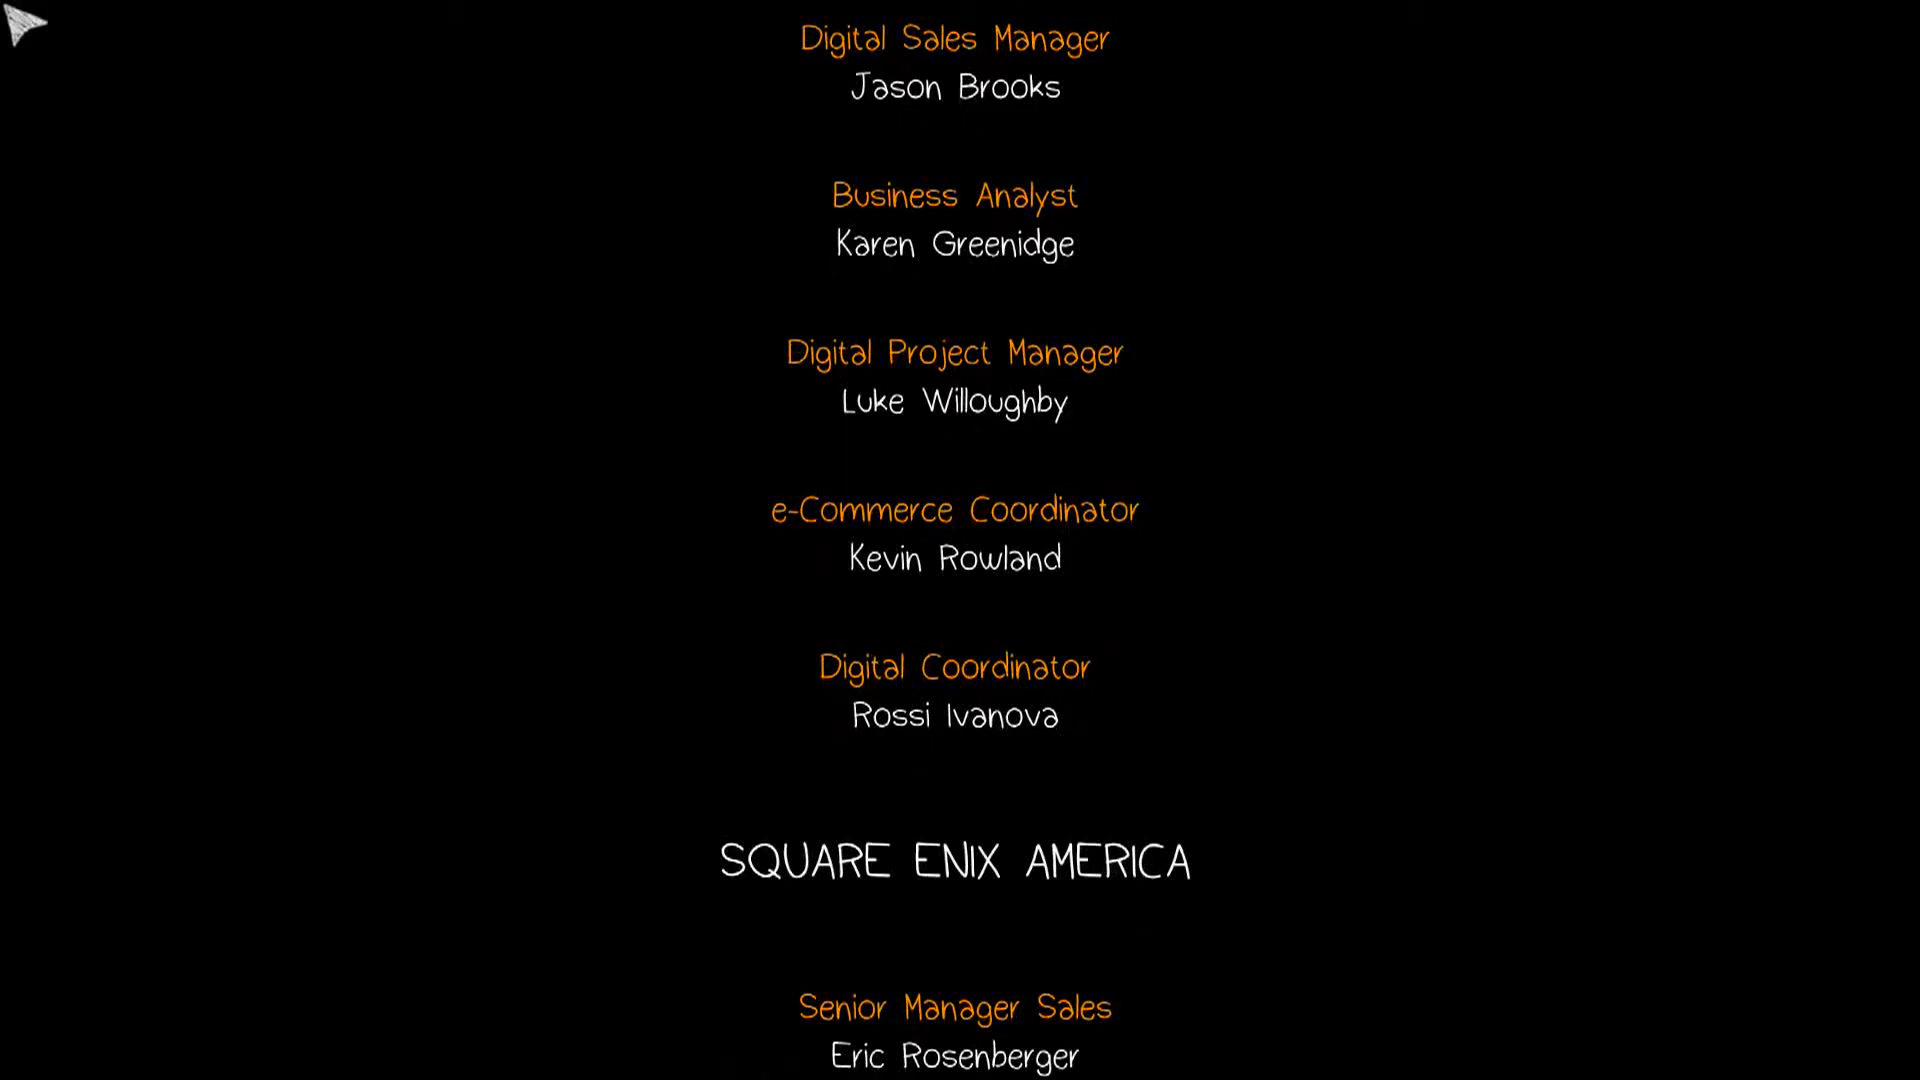 Digital Sales Manager
Jason Brooks
Business Analyst
Karen Greenidge
Digital Project Manager
Luke Willoughby
e-Commerce Coordinator
Kevin Rowland
Digital Coordinator
Rossi Ivanova
SQUARE ENIX AMERICA
Senior Manager Sales
Eric Rosenberger